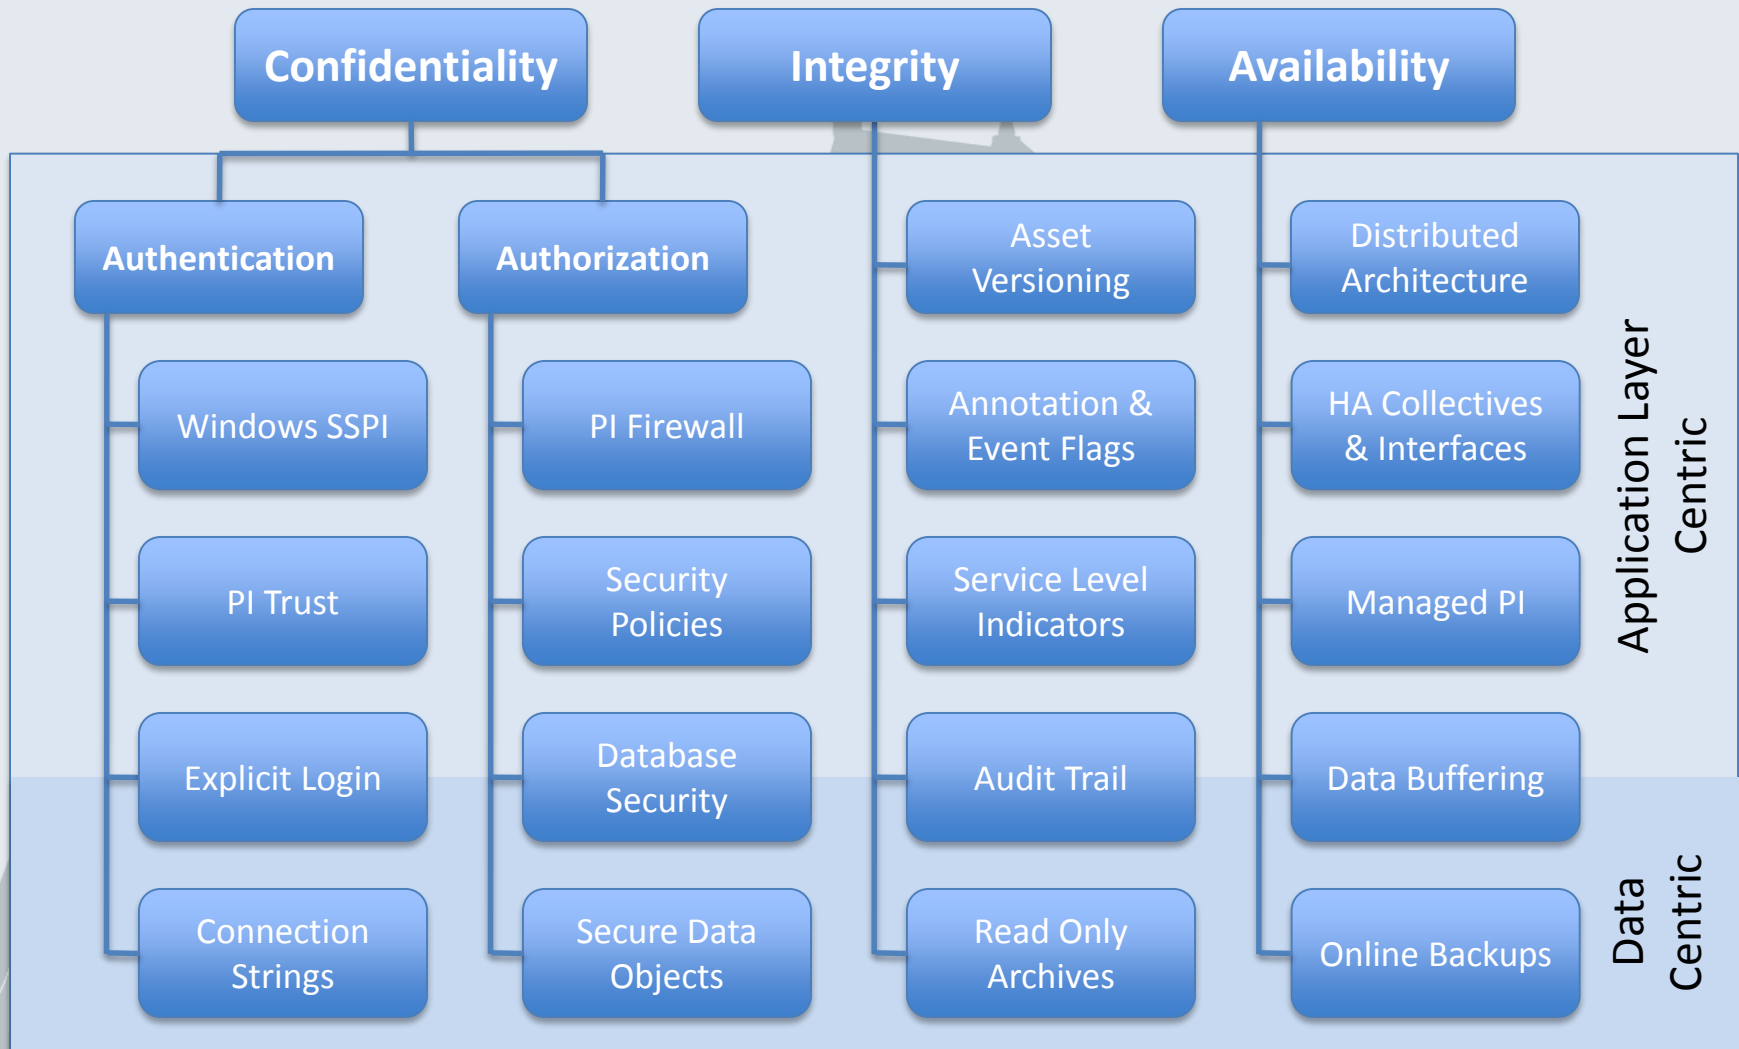 Confidentiality
Integrity
Availability
Authentication
Authorization
Asset
Versioning
Distributed
Architecture
Windows SSPI
PI Firewall
Annotation &
Event Flags
HA Collectives
& Interfaces
PI Trust
Security
Policies
Service Level
Indicators
Managed PI
Explicit Login
Database
Security
Audit Trail
Data Buffering
Connection
Strings
Secure Data
Objects
Read Only
Archives
Online Backups
Application Layer
Centric
Data
Centric